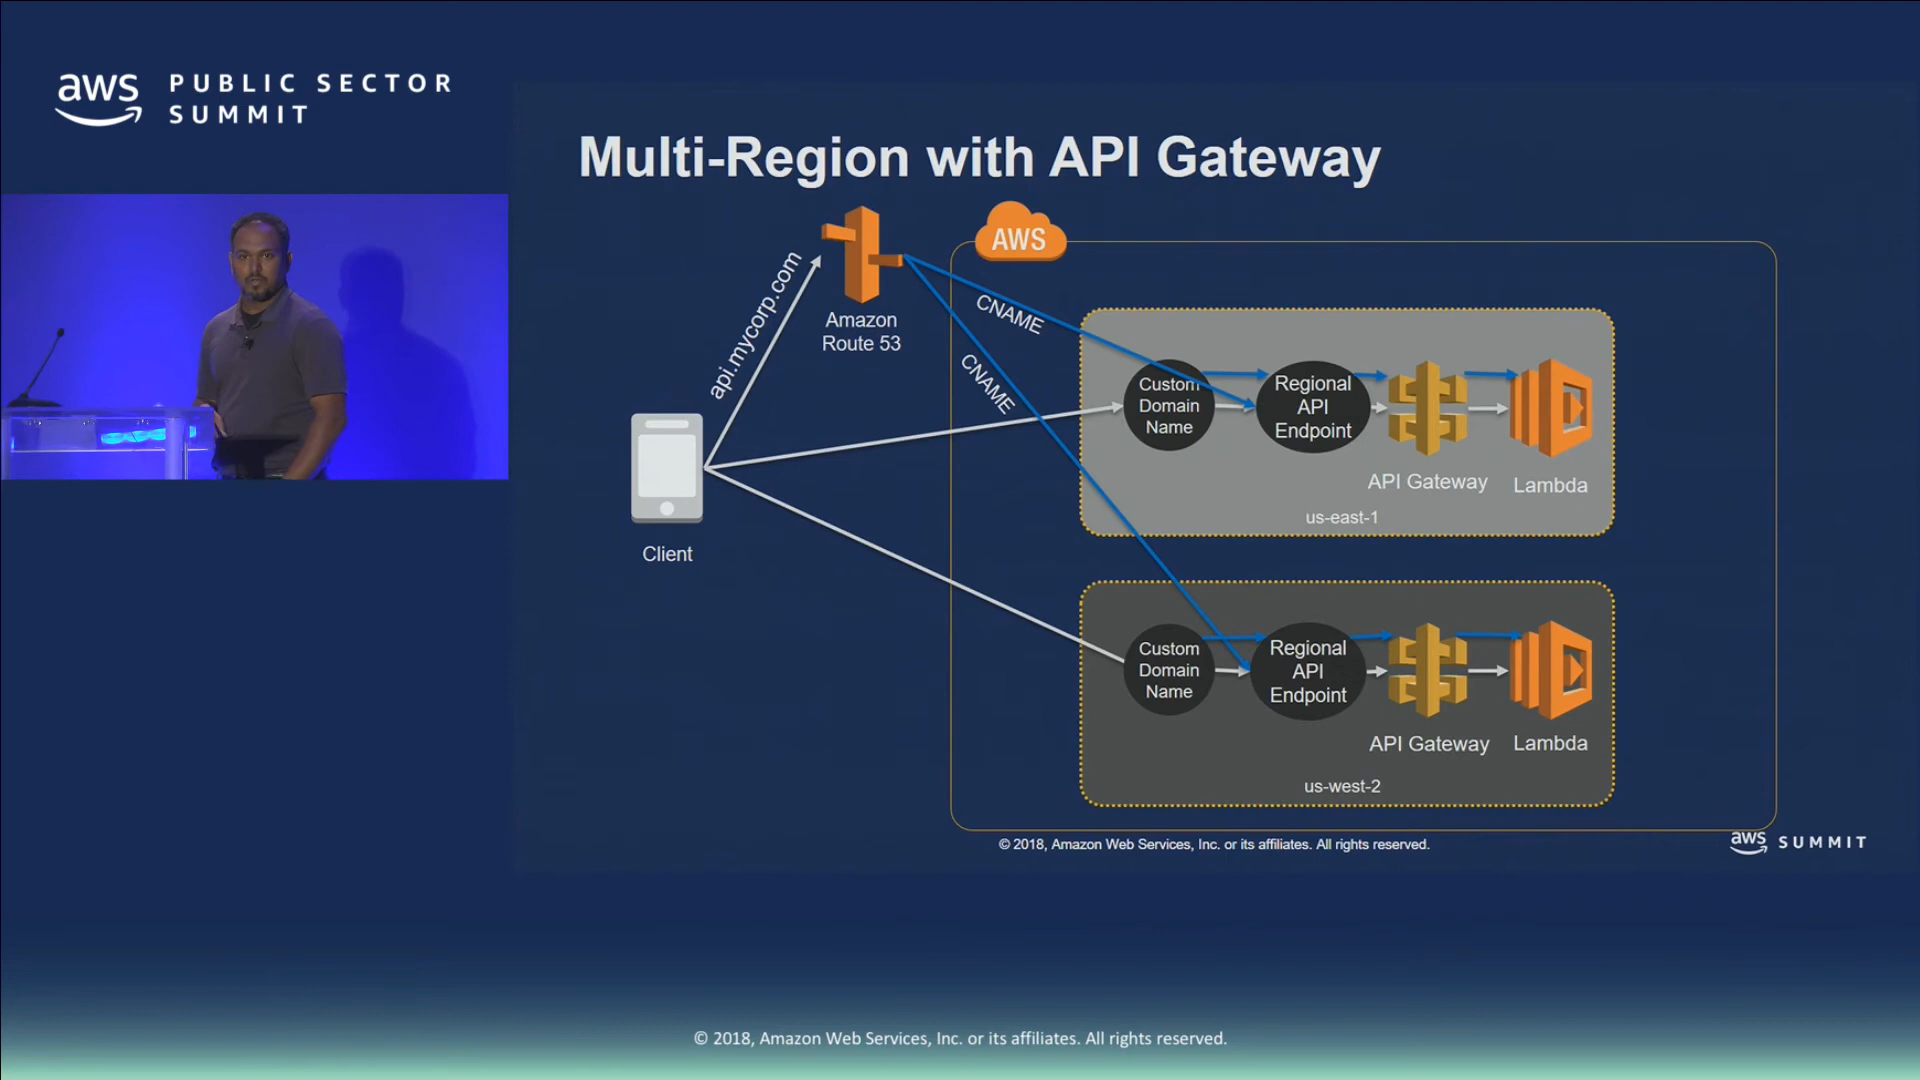 aws
PUBLIC SECTOR
SUMMIT
Multi-Region with API Gateway
AWS
api.mycorp.com
Amazon
Route 53
CNAME
CNAME
Client
Custom
Domain
Name
Regional
API
Endpoint
API Gateway
Lambda
us-east-1
Custom
Domain
Name
Regional
API
Endpoint
API Gateway
Lambda
us-west-2
© 2018, Amazon Web Services, Inc. or its affiliates. All rights reserved.
aws SUMMIT
© 2018, Amazon Web Services, Inc. or its affiliates. All rights reserved.